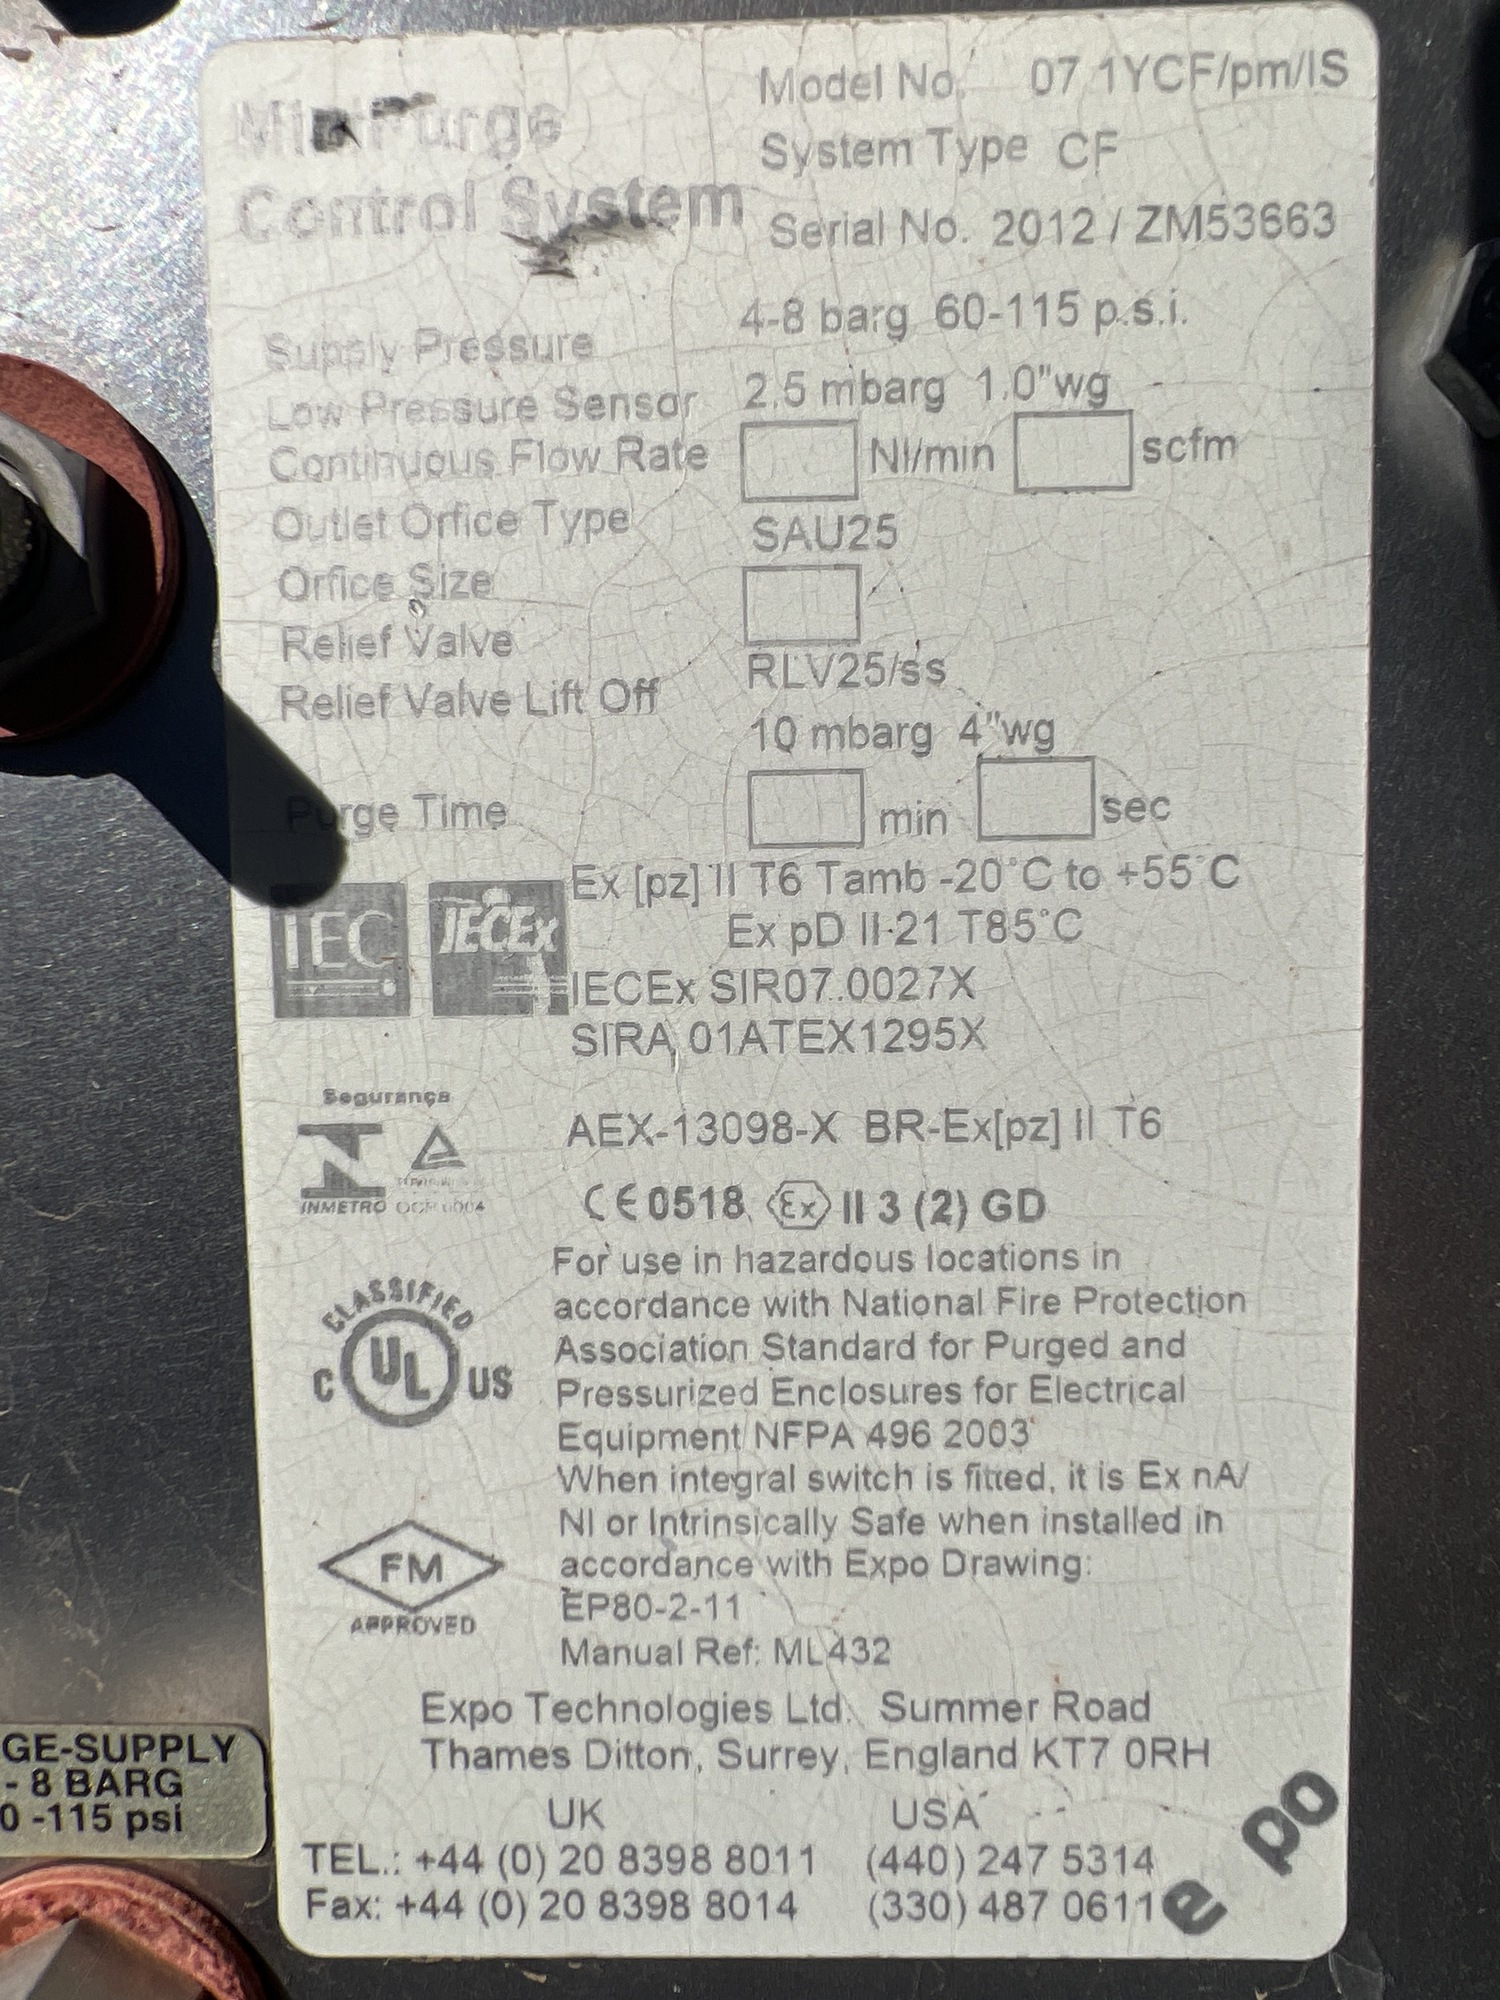 MiniPurge
Control System
Model No. 07 1YCF/pm/IS
System Type CF
Serial No. 2012 / ZM53663
Supply Pressure 4-8 barg 60-115 p.s.i.
Low Pressure Sensor 2.5 mbarg 1.0"wg
Continuous Flow Rate Nl/min scfm
Outlet Orfice Type SAU25
Orfice Size
Relief Valve RLV25/ss
Relief Valve Lift Off 10 mbarg 4"wg
Purge Time min sec
Ex [pz] II T6 Tamb -20°C to +55°C
Ex pD II 21 T85°C
IEC IECEx
IECEx SIR07.0027X
SIRA 01ATEX1295X
Segurança
AEX-13098-X BR-Ex[pz] II T6
INMETRO OCP 0004
CE 0518 Ex II 3 (2) GD
For use in hazardous locations in
accordance with National Fire Protection
Association Standard for Purged and
Pressurized Enclosures for Electrical
Equipment NFPA 496 2003
CLASSIFIED
C UL US
When integral switch is fitted, it is Ex nA/
NI or Intrinsically Safe when installed in
accordance with Expo Drawing:
EP80-2-11
Manual Ref: ML432
FM
APPROVED
Expo Technologies Ltd. Summer Road
Thames Ditton, Surrey, England KT7 0RH
UK USA
TEL.: +44 (0) 20 8398 8011 (440) 247 5314
Fax: +44 (0) 20 8398 8014 (330) 487 0611
e po
GE-SUPPLY
- 8 BARG
0 -115 psi